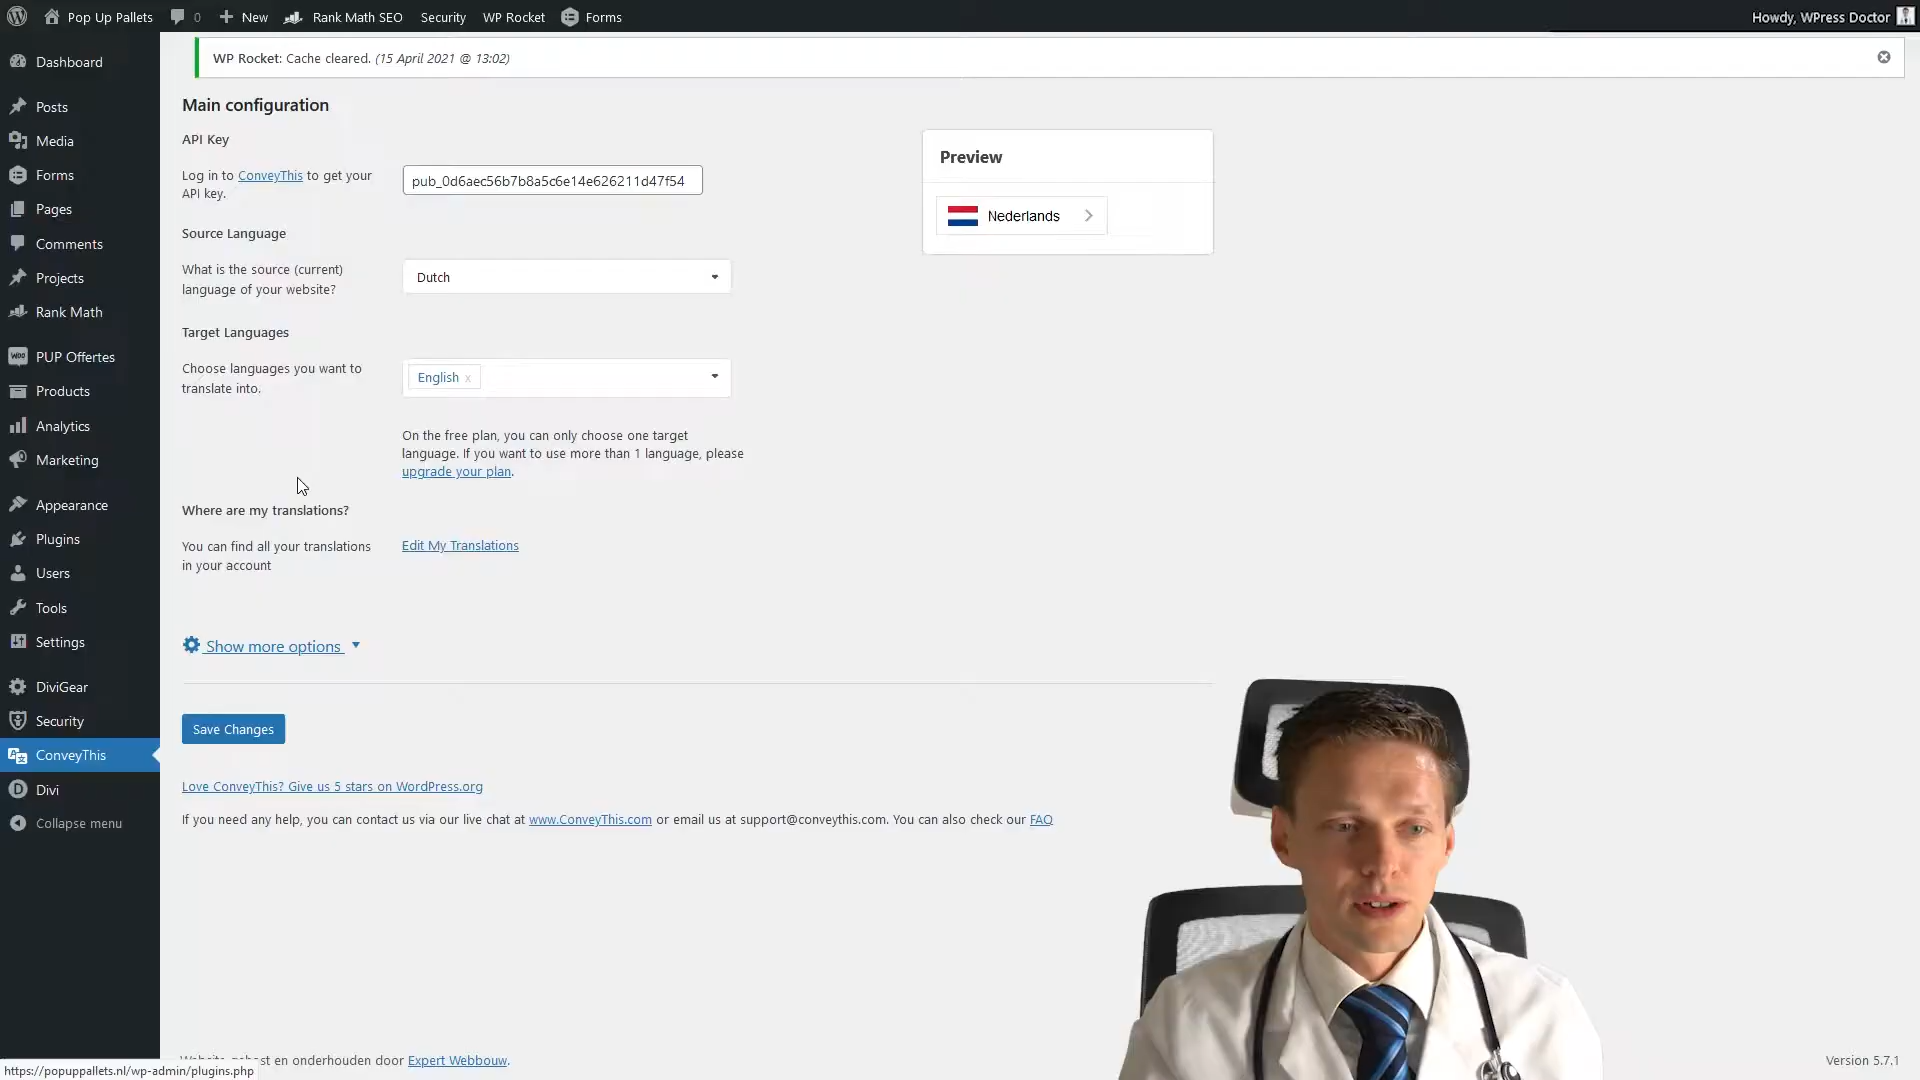 Pop Up Pallets
0
New
Rank Math SEO
Security
WP Rocket
Forms
Howdy, WPress Doctor
Dashboard
Posts
Media
Forms
Pages
Comments
Projects
Rank Math
PUP Offertes
Products
Analytics
Marketing
Appearance
Plugins
Users
Tools
Settings
DiviGear
Security
ConveyThis
Divi
Collapse menu
WP Rocket: Cache cleared. (15 April 2021 @ 13:02)
Main configuration
API Key
Log in to ConveyThis to get your
API key.
pub_0d6aec56b7b8a5c6e14e626211d47f54
Source Language
What is the source (current)
language of your website?
Dutch
Target Languages
Choose languages you want to
translate into.
English x
On the free plan, you can only choose one target
language. If you want to use more than 1 language, please
upgrade your plan.
Where are my translations?
You can find all your translations
in your account
Edit My Translations
Show more options
Save Changes
Love ConveyThis? Give us 5 stars on WordPress.org
If you need any help, you can contact us via our live chat at www.ConveyThis.com or email us at support@conveythis.com. You can also check our FAQ
Preview
Nederlands
en onderhouden door Expert Webbouw.
Version 5.7.1
https://popuppallets.nl/wp-admin/plugins.php